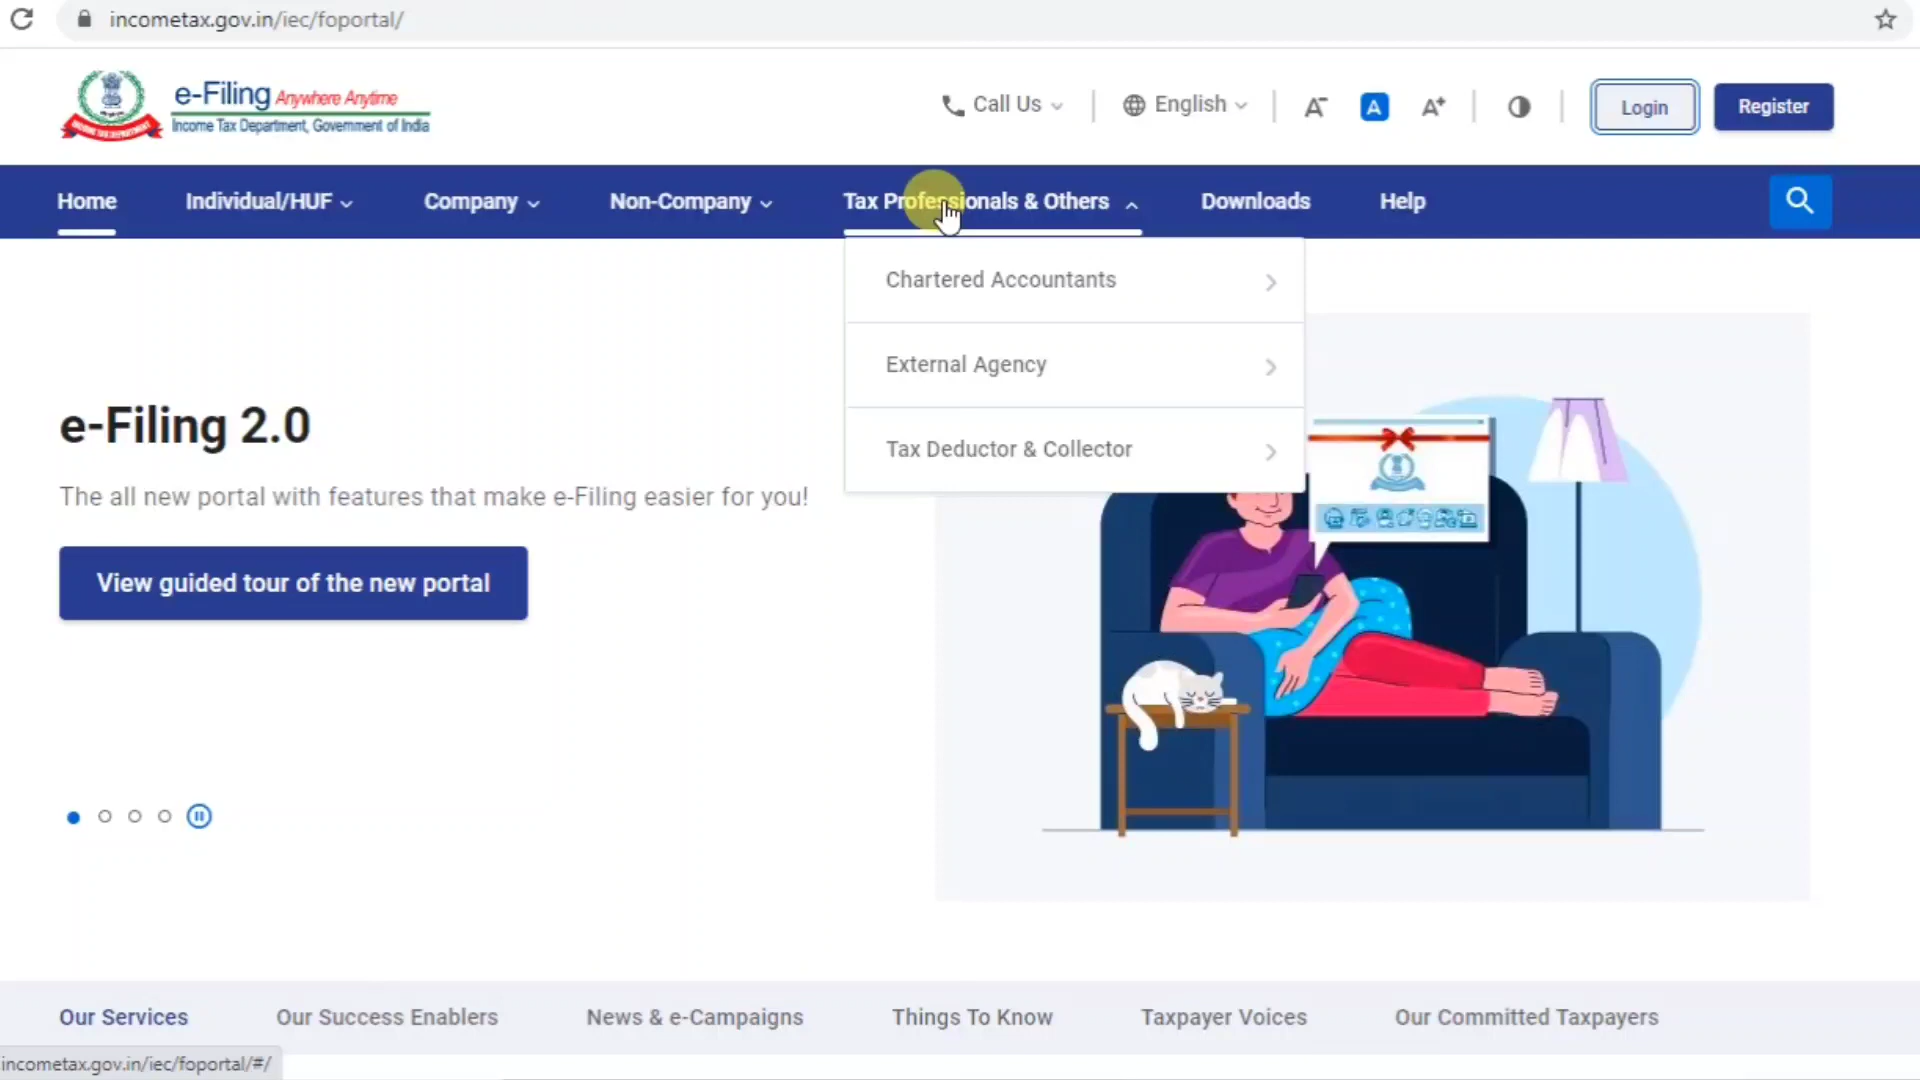 incometax.gov.in/iec/foportal/
e-Filing Anywhere Anytime
Income Tax Department, Government of India
Call Us
English
A-
A
A+
Login
Register
Home
Individual/HUF
Company
Non-Company
Tax Professionals & Others
Downloads
Help
Chartered Accountants
External Agency
Tax Deductor & Collector
e-Filing 2.0
The all new portal with features that make e-Filing easier for you!
View guided tour of the new portal
Our Services
Our Success Enablers
News & e-Campaigns
Things To Know
Taxpayer Voices
Our Committed Taxpayers
incometax.gov.in/iec/foportal/#/